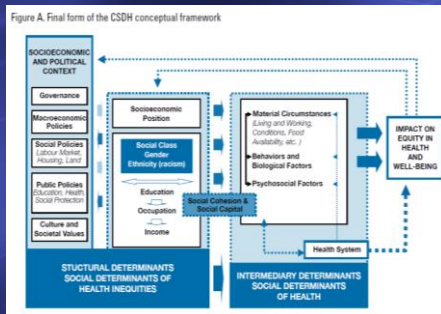 Figure A. Final form of the CSDH conceptual framework
SOCIOECONOMIC
AND POLITICAL
CONTEXT
Governance
Macroeconomic
Policies
Social Policies
Labour Market,
Housing, Land
Public Policies
Education, Health,
Social Protection
Culture and
Societal Values
Socioeconomic
Position
Social Class
Gender
Ethnicity (racism)
Education
Occupation
Income
STUCTURAL DETERMINANTS
SOCIAL DETERMINANTS OF
HEALTH INEQUITIES
Social Cohesion &
Social Capital
Material Circumstances
(Living and Working,
Conditions, Food
Availability, etc. )
Behaviors and
Biological Factors
Psychosocial Factors
Health System
INTERMEDIARY DETERMINANTS
SOCIAL DETERMINANTS
OF HEALTH
IMPACT ON
EQUITY IN
HEALTH
AND
WELL-BEING